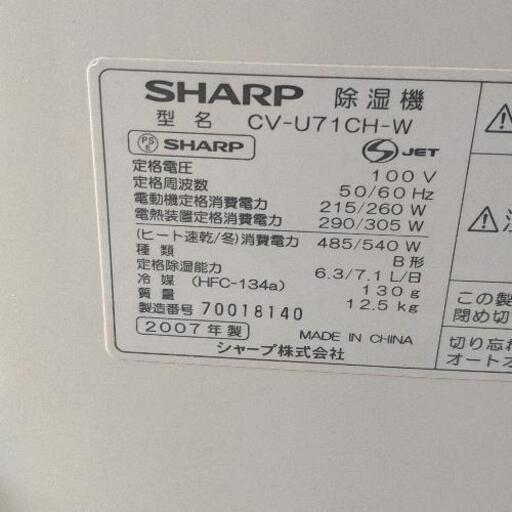 SHARP 除湿機
型名 CV-U71CH-W
PS E SHARP S JET
定格電圧 100 V
定格周波数 50/60 Hz
電動機定格消費電力 215/260 W
電熱装置定格消費電力 290/305 W
(ヒート速乾/冬)消費電力 485/540 W
種類 B形
定格除湿能力 6.3/7.1 L/日
冷媒 (HFC-134a) 130g
質量 12.5 kg
製造番号 70018140
2007年製 MADE IN CHINA
シャープ株式会社
この製
閉め切
切り忘れ
オートオ